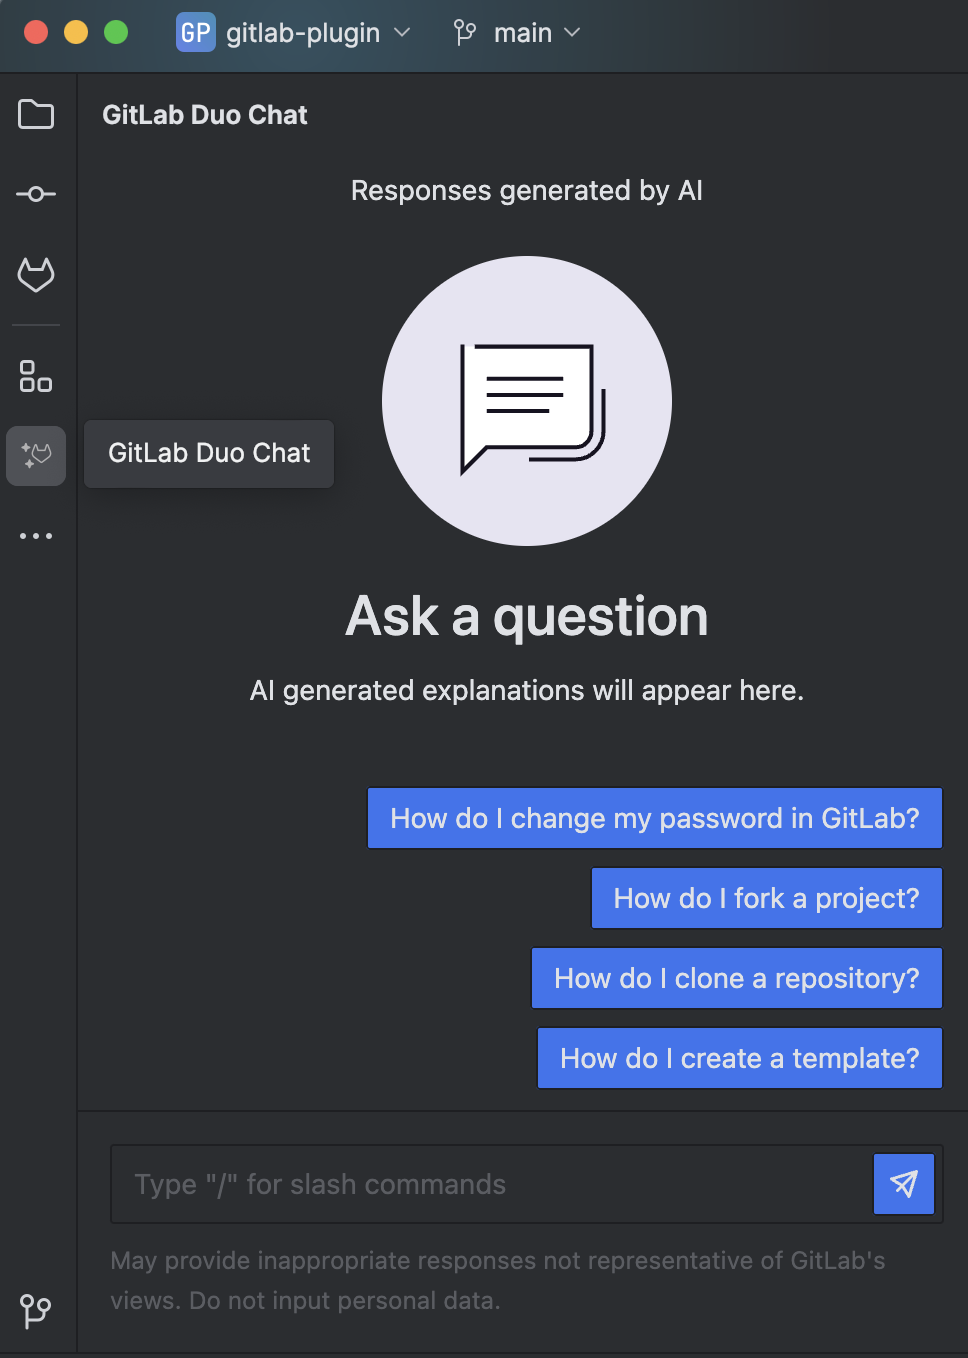 GP gitlab-plugin main
GitLab Duo Chat
Responses generated by AI
GitLab Duo Chat
Ask a question
AI generated explanations will appear here.
How do I change my password in GitLab?
How do I fork a project?
How do I clone a repository?
How do I create a template?
Type "/" for slash commands
May provide inappropriate responses not representative of GitLab's
views. Do not input personal data.